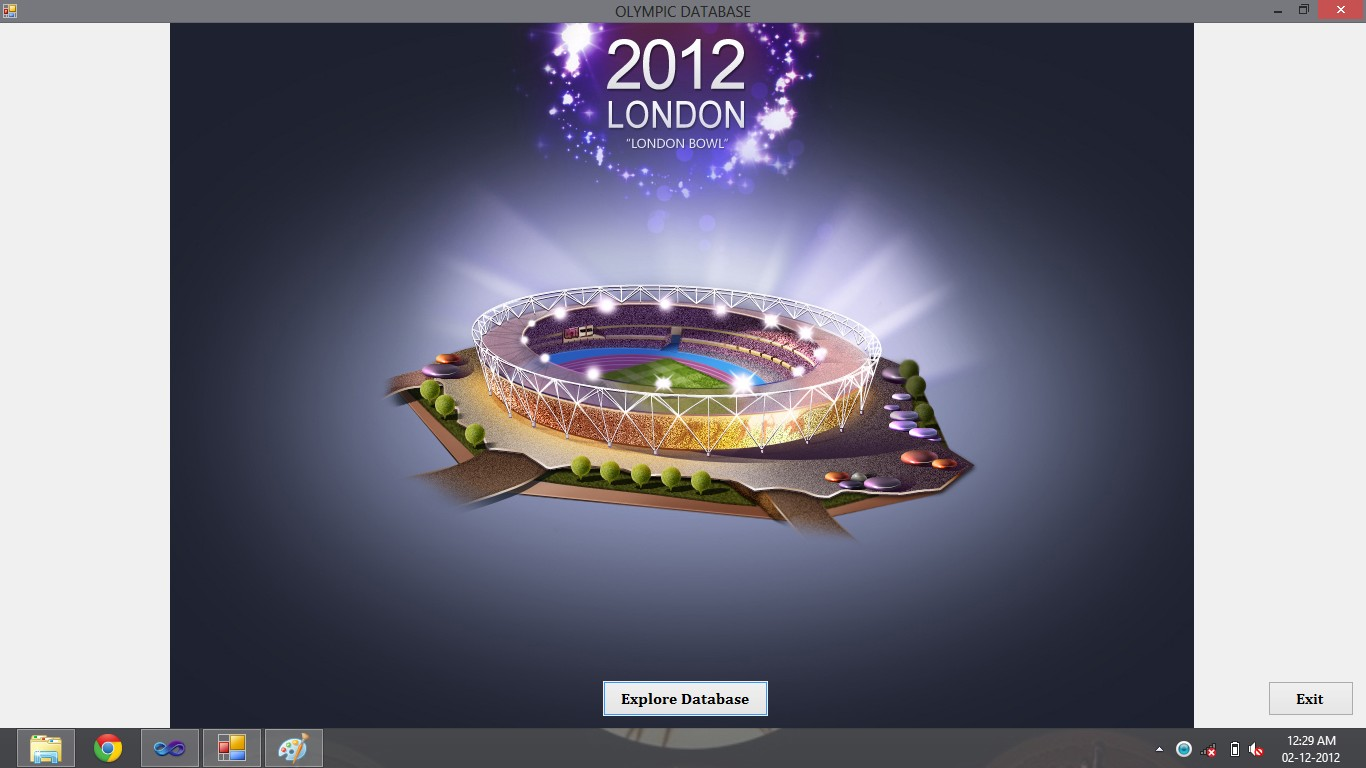 OLYMPIC DATABASE
2012
LONDON
"LONDON BOWL"
Explore Database
Exit
12:29 AM
02-12-2012